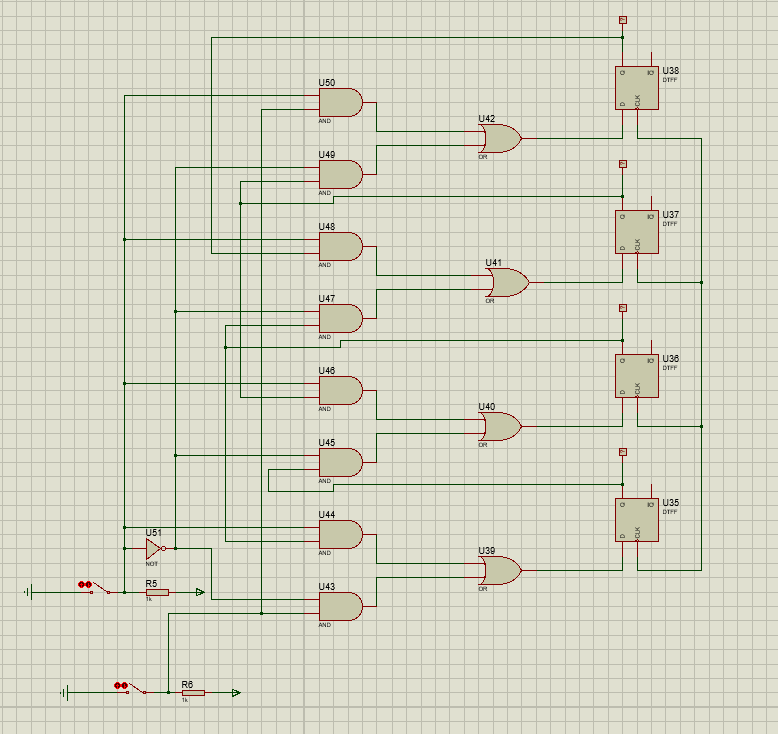 U50
AND
U49
AND
U48
AND
U47
AND
U46
AND
U45
AND
U44
AND
U43
AND
U42
OR
U41
OR
U40
OR
U39
OR
?
U38
DTFF
Q
D
CLK
?
U37
DTFF
Q
D
CLK
?
U36
DTFF
Q
D
CLK
?
U35
DTFF
Q
D
CLK
U51
NOT
R5
1k
R6
1k